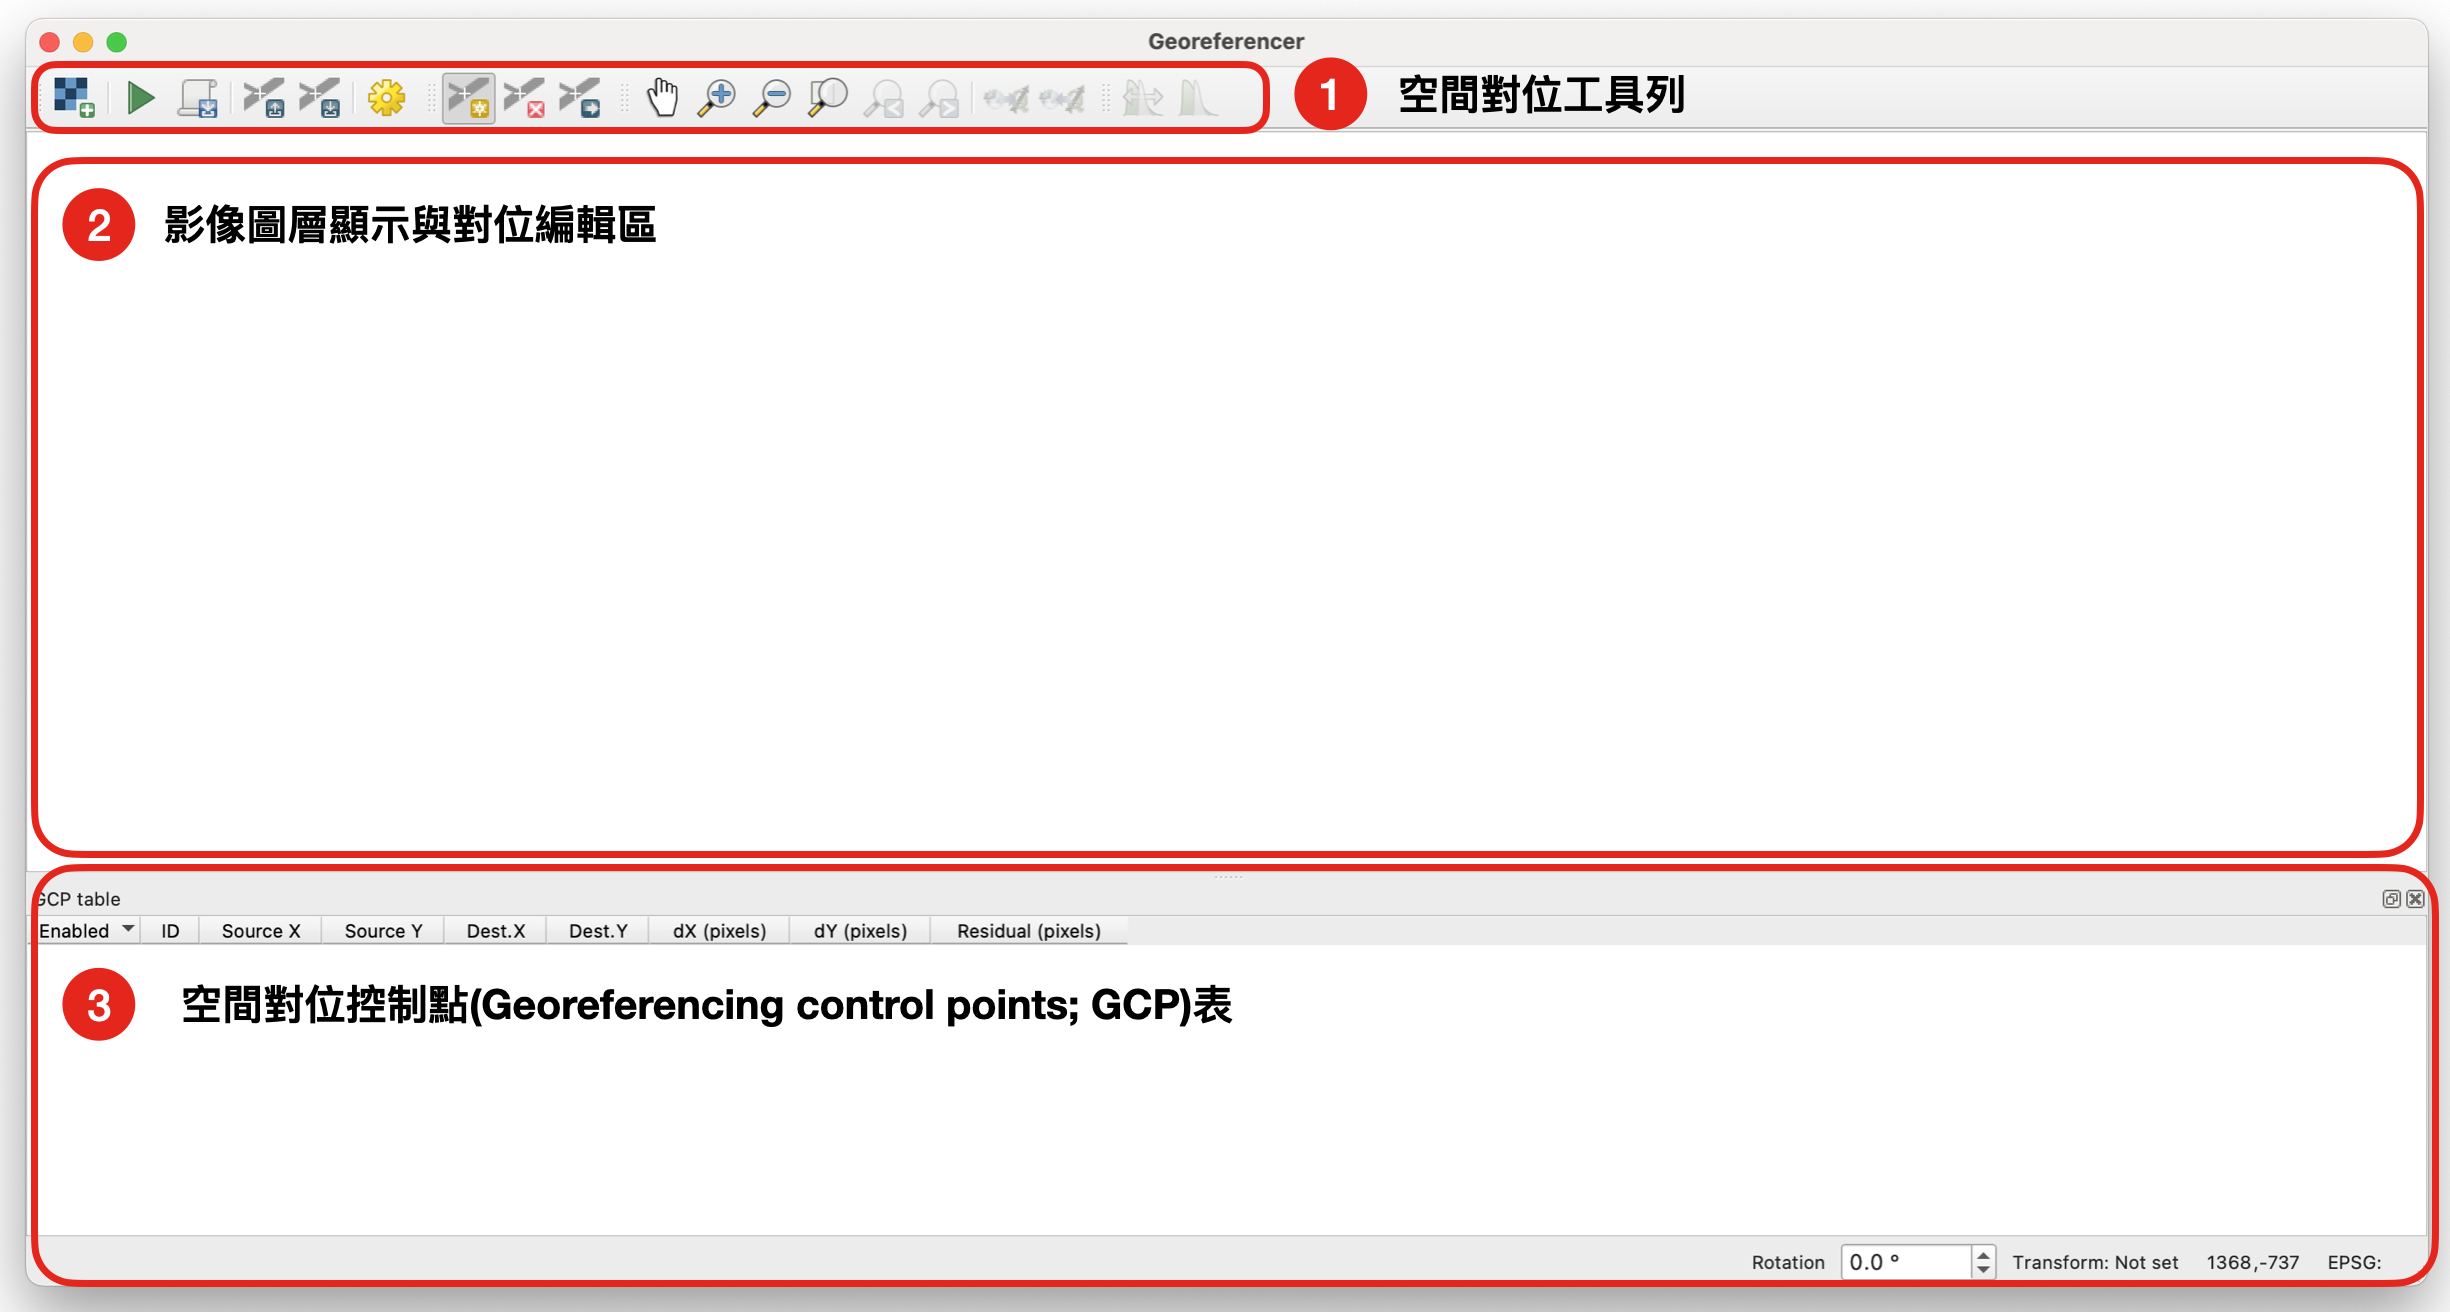 Georeferencer
1 空間對位工具列
2 影像圖層顯示與對位編輯區
GCP table
Enabled ID Source X Source Y Dest.X Dest.Y dX (pixels) dY (pixels) Residual (pixels)
3 空間對位控制點(Georeferencing control points; GCP)表
Rotation 0.0 ° Transform: Not set 1368,-737 EPSG: